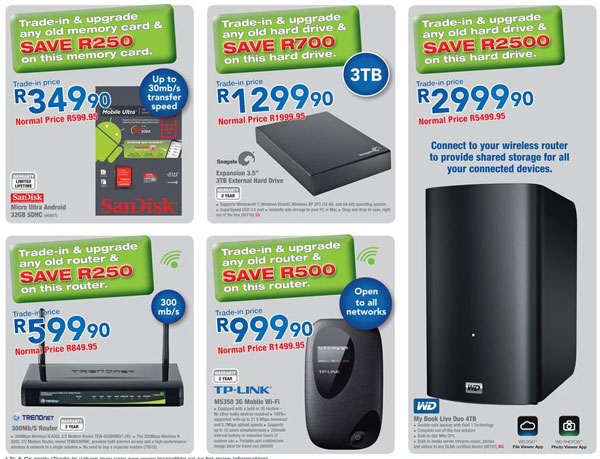 Trade-in & upgrade
any old memory card &
SAVE R250
on this memory card.
Trade-in price
R349 90
Normal Price R599.95
Up to
30mb/s
transfer
speed
Mobile Ultra
SanDisk
WARRANTY
LIMITED
LIFETIME
SanDisk
Micro Ultra Android
32GB SDHC
Trade-in & upgrade
any old hard drive &
SAVE R700
on this hard drive.
Trade-in price
R1299 90
Normal Price R1999.95
3TB
Seagate
Expansion 3.5"
3TB External Hard Drive
WARRANTY
2 YEAR
Trade-in & upgrade
any old hard drive &
SAVE R2500
on this hard drive.
Trade-in price
R2999 90
Normal Price R5499.95
Connect to your wireless router
to provide shared storage for all
your connected devices.
WD
WD
My Book Live Duo 4TB
WD 2GO
File Viewer App
WD PHOTOS
Photo Viewer App
Trade-in & upgrade
any old router &
SAVE R250
on this router.
Trade-in price
R599 90
Normal Price R849.95
300
mb/s
TRENDNET
TRENDNET
300Mb/S Router
WARRANTY
3 YEAR
Trade-in & upgrade
any old router &
SAVE R500
on this router.
Trade-in price
R999 90
Normal Price R1499.95
Open
to all
networks
WARRANTY
2 YEAR
TP-LINK
M5350 3G Mobile Wi-Fi